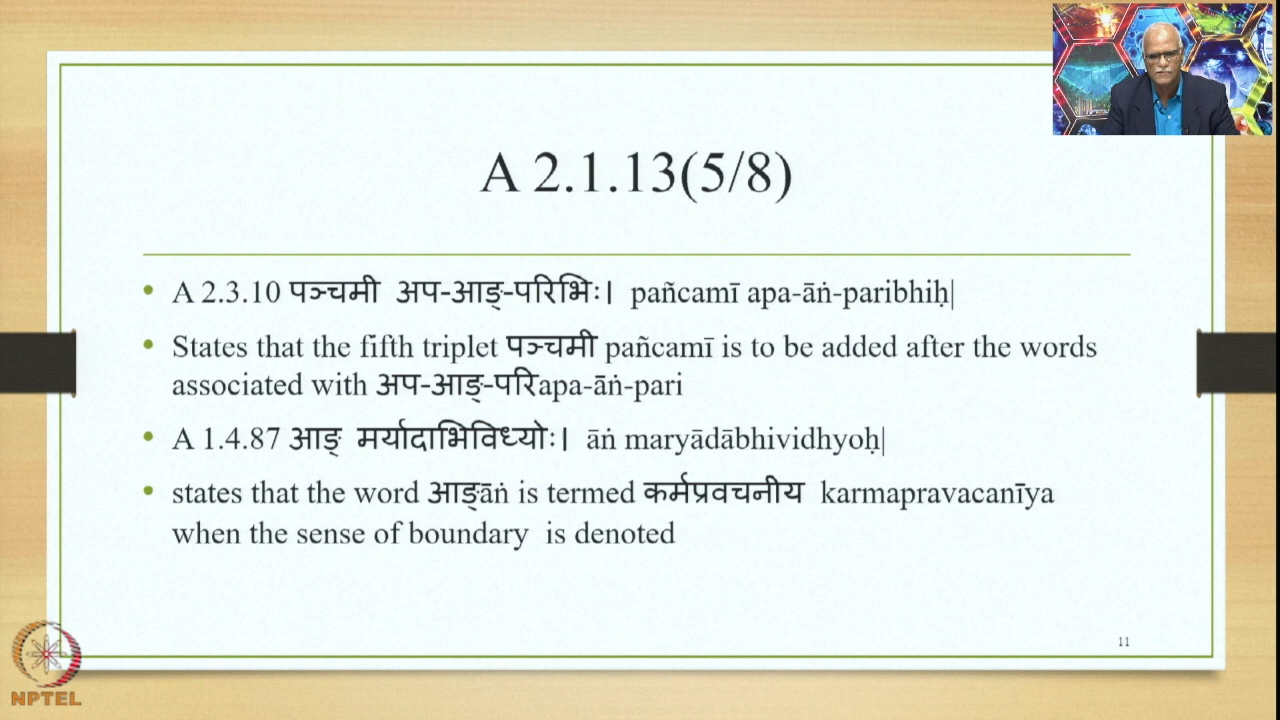 A 2.1.13(5/8)
• A 2.3.10 पञ्चमी अप-आङ्-परिभिः। pañcamī apa-āṅ-paribhiḥ|
• States that the fifth triplet पञ्चमी pañcamī is to be added after the words
associated with अप-आङ्-परिapa-āṅ-pari
• A 1.4.87 आङ् मर्यादाभिविध्योः। āṅ maryādābhividhyoḥ|
• states that the word आङ्āṅ is termed कर्मप्रवचनीय karmapravacanīya
when the sense of boundary is denoted
11
NPTEL